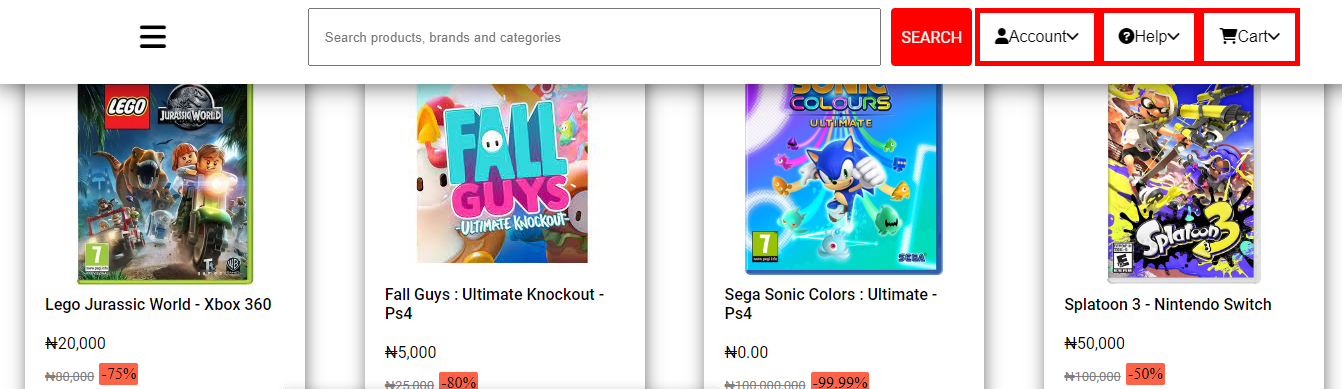 Search products, brands and categories
SEARCH
Account
Help
Cart
LEGO
JURASSIC WORLD
7
FALL
GUYS
-ULTIMATE KNOCKOUT-
SONIC
COLOURS
ULTIMATE
7
SEGA
Splatoon 3
E
Lego Jurassic World - Xbox 360
₦20,000
₦80,000 -75%
Fall Guys : Ultimate Knockout -
Ps4
₦5,000
₦25,000 -80%
Sega Sonic Colors : Ultimate -
Ps4
₦0.00
₦100,000,000 -99.99%
Splatoon 3 - Nintendo Switch
₦50,000
₦100,000 -50%